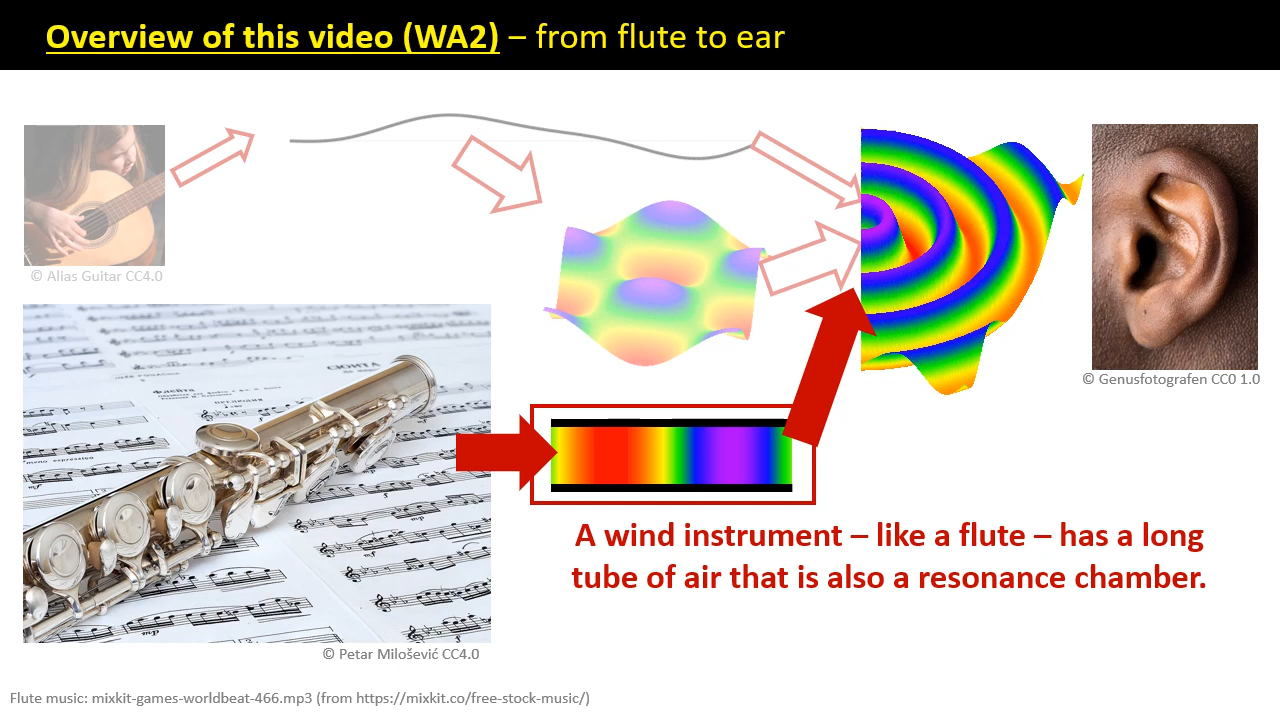 Overview of this video (WA2) – from flute to ear
© Alias Guitar CC4.0
© Genusfotografen CC0 1.0
СЮИТА
A wind instrument – like a flute – has a long
tube of air that is also a resonance chamber.
© Petar Milošević CC4.0
Flute music: mixkit-games-worldbeat-466.mp3 (from https://mixkit.co/free-stock-music/)